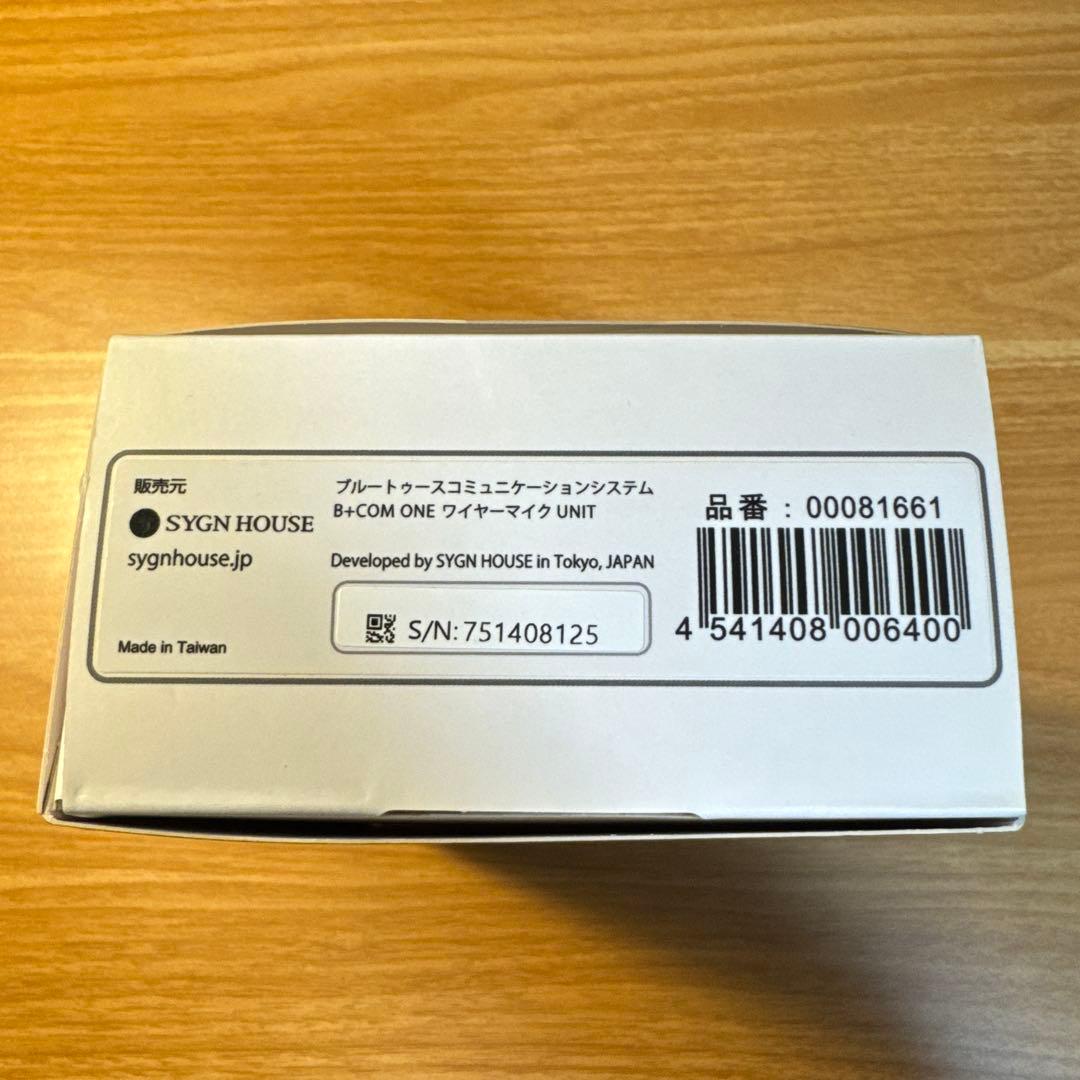 販売元
SYGN HOUSE
sygnhouse.jp
Made in Taiwan
ブルートゥースコミュニケーションシステム
B+COM ONE ワイヤーマイク UNIT
Developed by SYGN HOUSE in Tokyo, JAPAN
S/N: 751408125
品番 : 00081661
4 541408 006400